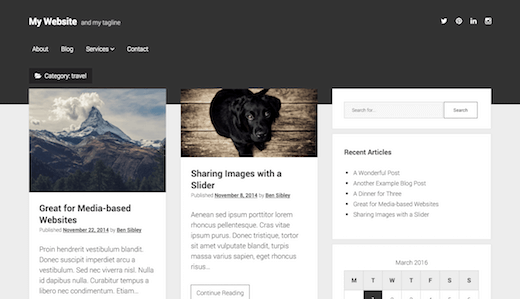 My Website and my tagline
About Blog Services Contact
Category: travel
Great for Media-based
Websites
Published November 22, 2014 by Ben Sibley
Proin hendrerit vestibulum blandit.
Donec suscipit imperdiet arcu a
vestibulum. Sed nec viverra nisl. Nulla
id dapibus nulla. Curabitur tempus a
libero nec condimentum. Etiam...
Sharing Images with a
Slider
Published November 8, 2014 by Ben Sibley
Aenean sed ipsum porttitor lorem
rhoncus pellentesque. Cras vitae
ipsum purus. Donec tristique, tortor
sit amet vulputate blandit, turpis
massa varius sapien, eget rhoncus
risus...
Continue Reading
Search for... Search
Recent Articles
A Wonderful Post
Another Example Blog Post
A Dinner for Three
Great for Media-based Websites
Sharing Images with a Slider
March 2016
M T W T F S S